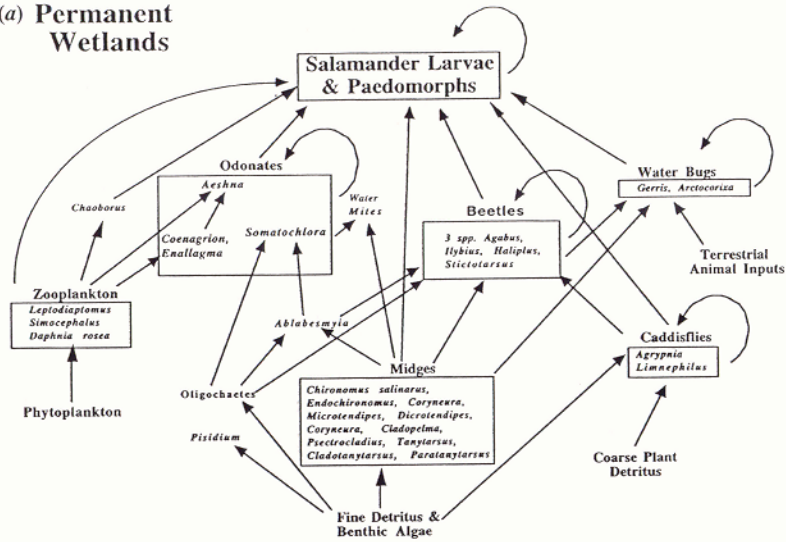 (a) Permanent
Wetlands
Salamander Larvae
& Paedomorphs
Odonates
Aeshna
Water Bugs
Gerris, Arctocorixa
Chaoborus
Water
Mites
Beetles
Coenagrion,
Enallagma
Somatochlora
3 spp. Agabus,
Ilybius, Haliplus,
Stictotarsus
Terrestrial
Animal Inputs
Zooplankton
Leptodiaptomus
Simocephalus
Daphnia rosea
Ablabesmyia
Caddisflies
Agrypnia
Limnephilus
Midges
Oligochaetes
Chironomus salinarus,
Endochironomus, Coryneura,
Microtendipes, Dicrotendipes,
Coryneura, Cladopelma,
Psectrocladius, Tanytarsus,
Cladotanytarsus, Paratanytarsus
Phytoplankton
Pisidium
Coarse Plant
Detritus
Fine Detritus &
Benthic Algae